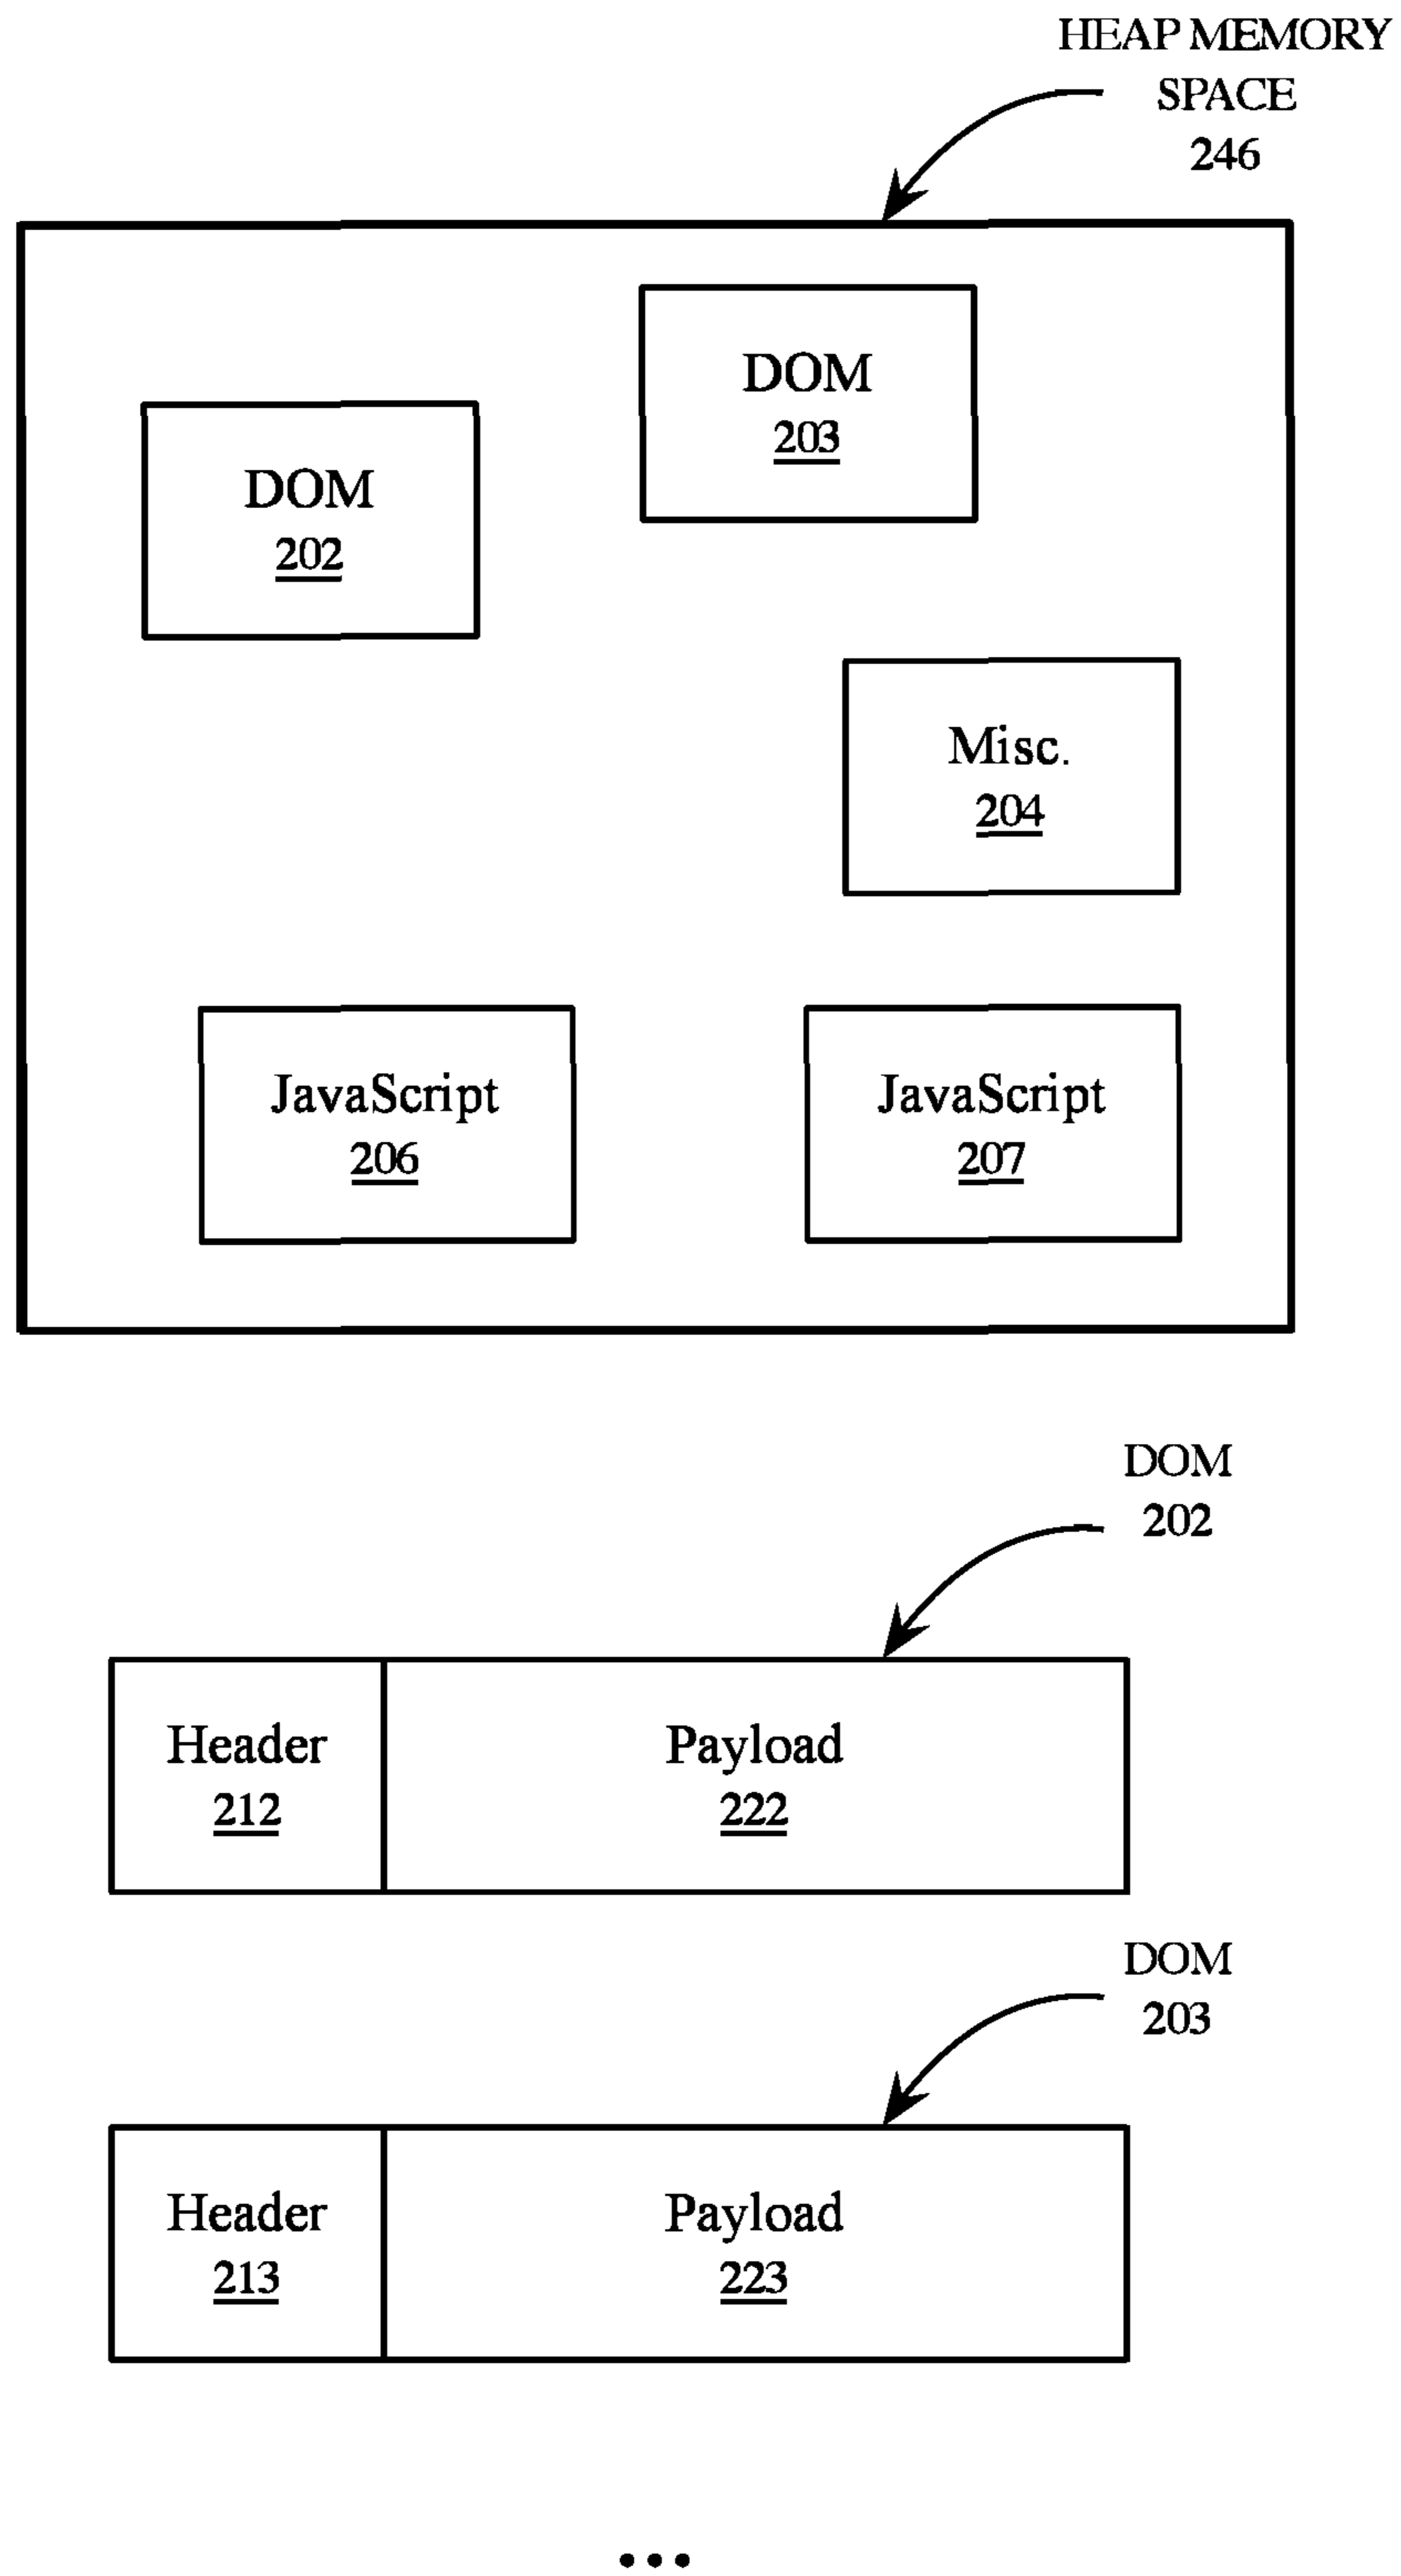 HEAP MEMORY
SPACE
246
DOM
203
DOM
202
Misc.
204
JavaScript
206
JavaScript
207
DOM
202
Header
212
Payload
222
DOM
203
Header
213
Payload
223
...